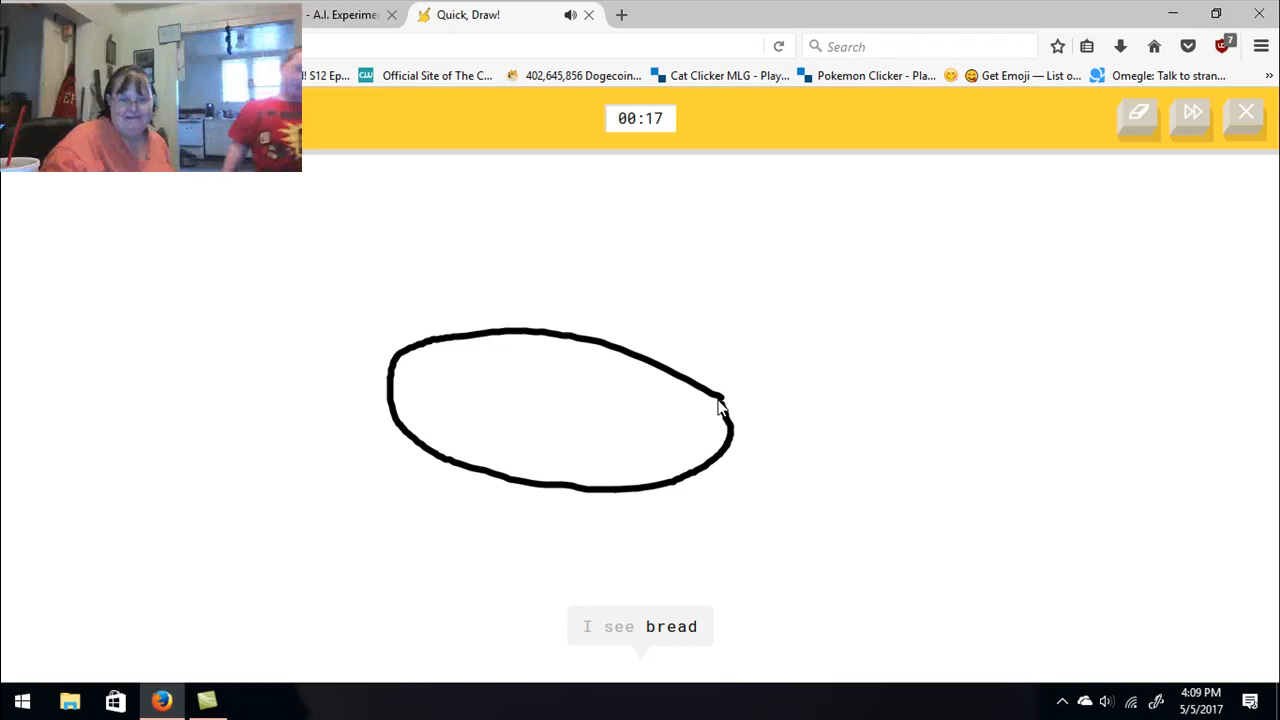 - A.I. Experime
Quick, Draw!
Search
7
!! S12 Ep...
CW Official Site of The C...
402,645,856 Dogecoin...
Cat Clicker MLG - Play...
Pokemon Clicker - Pla...
Get Emoji — List o...
Omegle: Talk to stran...
»
00:17
I see bread
4:09 PM
5/5/2017